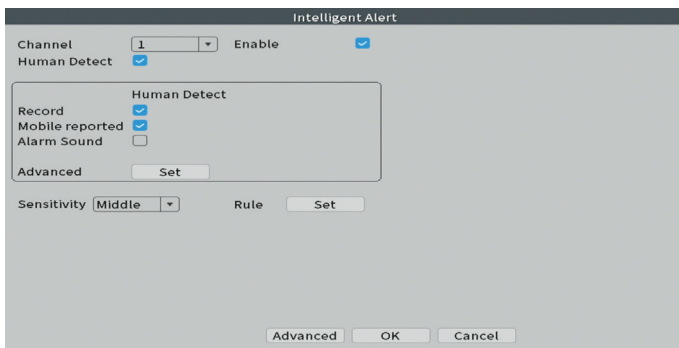 Intelligent Alert
Channel 1 Enable
Human Detect
Human Detect
Record
Mobile reported
Alarm Sound
Advanced Set
Sensitivity Middle Rule Set
Advanced OK Cancel